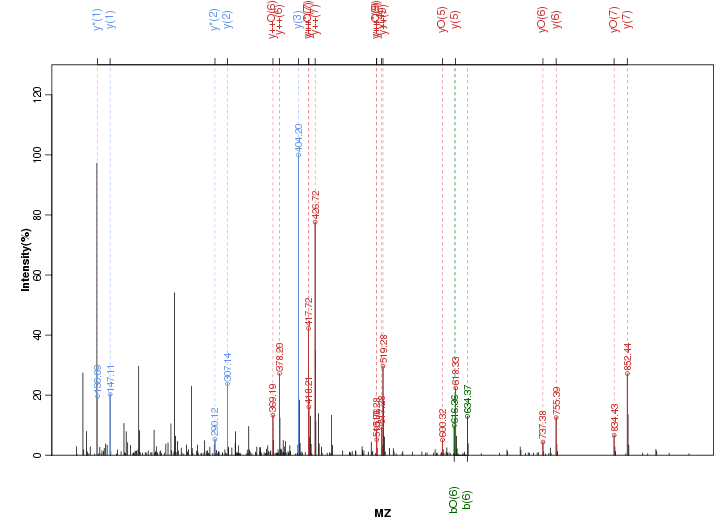 y*(1)
y(1)
y*(2)
y(2)
y++O(6)
y++(6)
y(3)
y++(7)
yO(5)
y(5)
yO(6)
y(6)
yO(7)
y(7)
120
100
80
60
40
20
0
Intensity(%)
130.09
147.11
290.12
307.14
369.19
378.20
404.20
417.72
418.21
426.72
519.28
600.32
618.33
616.36
634.37
737.38
755.39
834.43
852.44
bO(6)
b(6)
MZ